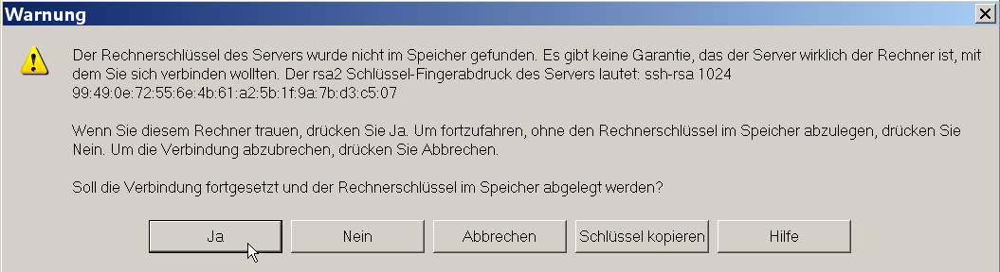 Warnung
Der Rechnerschlüssel des Servers wurde nicht im Speicher gefunden. Es gibt keine Garantie, das der Server wirklich der Rechner ist, mit
dem Sie sich verbinden wollten. Der rsa2 Schlüssel-Fingerabdruck des Servers lautet: ssh-rsa 1024
99:49:0e:72:55:6e:4b:61:a2:5b:1f:9a:7b:d3:c5:07
Wenn Sie diesem Rechner trauen, drücken Sie Ja. Um fortzufahren, ohne den Rechnerschlüssel im Speicher abzulegen, drücken Sie
Nein. Um die Verbindung abzubrechen, drücken Sie Abbrechen.
Soll die Verbindung fortgesetzt und der Rechnerschlüssel im Speicher abgelegt werden?
Ja Nein Abbrechen Schlüssel kopieren Hilfe